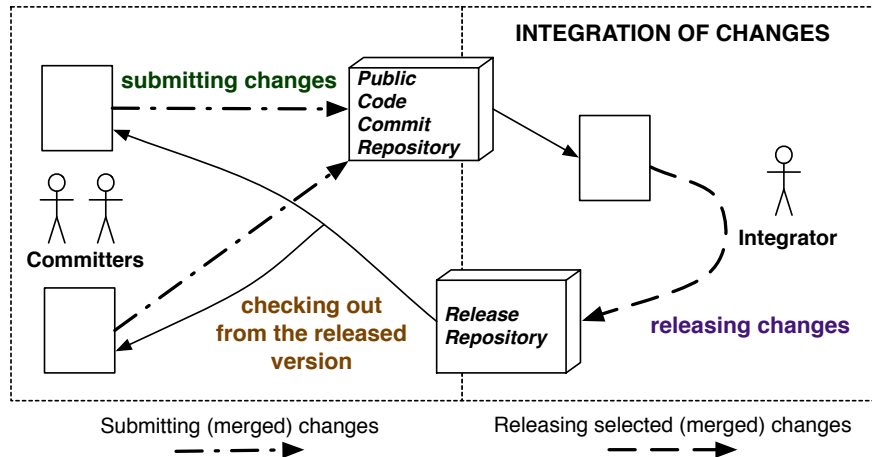 INTEGRATION OF CHANGES
submitting changes
Public
Code
Commit
Repository
Committers
Integrator
checking out
from the released
version
Release
Repository
releasing changes
Submitting (merged) changes
Releasing selected (merged) changes